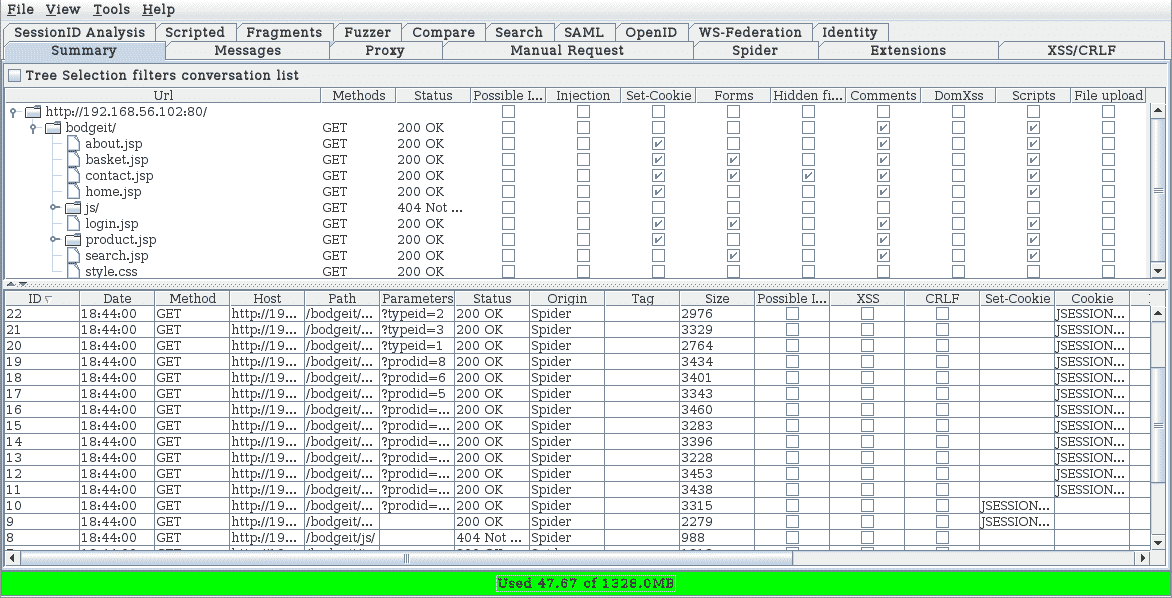 File View Tools Help
SessionID Analysis Scripted Fragments Fuzzer Compare Search SAML OpenID WS-Federation Identity
Summary Messages Proxy Manual Request Spider Extensions XSS/CRLF
Tree Selection filters conversation list
Url Methods Status Possible I... Injection Set-Cookie Forms Hidden fi... Comments DomXss Scripts File upload
http://192.168.56.102:80/
bodgeit/ GET 200 OK
about.jsp GET 200 OK
basket.jsp GET 200 OK
contact.jsp GET 200 OK
home.jsp GET 200 OK
js/ GET 404 Not ...
login.jsp GET 200 OK
product.jsp GET 200 OK
search.jsp GET 200 OK
style.css GET 200 OK
ID Date Method Host Path Parameters Status Origin Tag Size Possible I... XSS CRLF Set-Cookie Cookie
22 18:44:00 GET http://19... /bodgeit/... ?typeid=2 200 OK Spider 2976 JSESSION...
21 18:44:00 GET http://19... /bodgeit/... ?typeid=3 200 OK Spider 3329 JSESSION...
20 18:44:00 GET http://19... /bodgeit/... ?typeid=1 200 OK Spider 2764 JSESSION...
19 18:44:00 GET http://19... /bodgeit/... ?prodid=8 200 OK Spider 3434 JSESSION...
18 18:44:00 GET http://19... /bodgeit/... ?prodid=6 200 OK Spider 3401 JSESSION...
17 18:44:00 GET http://19... /bodgeit/... ?prodid=5 200 OK Spider 3343 JSESSION...
16 18:44:00 GET http://19... /bodgeit/... ?prodid=... 200 OK Spider 3460 JSESSION...
15 18:44:00 GET http://19... /bodgeit/... ?prodid=... 200 OK Spider 3283 JSESSION...
14 18:44:00 GET http://19... /bodgeit/... ?prodid=... 200 OK Spider 3396 JSESSION...
13 18:44:00 GET http://19... /bodgeit/... ?prodid=... 200 OK Spider 3228 JSESSION...
12 18:44:00 GET http://19... /bodgeit/... ?prodid=... 200 OK Spider 3453 JSESSION...
11 18:44:00 GET http://19... /bodgeit/... ?prodid=... 200 OK Spider 3438 JSESSION...
10 18:44:00 GET http://19... /bodgeit/... ?prodid=... 200 OK Spider 3315 JSESSION...
9 18:44:00 GET http://19... /bodgeit/... 200 OK Spider 2279 JSESSION...
8 18:44:00 GET http://19... /bodgeit/js/ 404 Not ... Spider 988
Used 47.67 of 1328.0MB